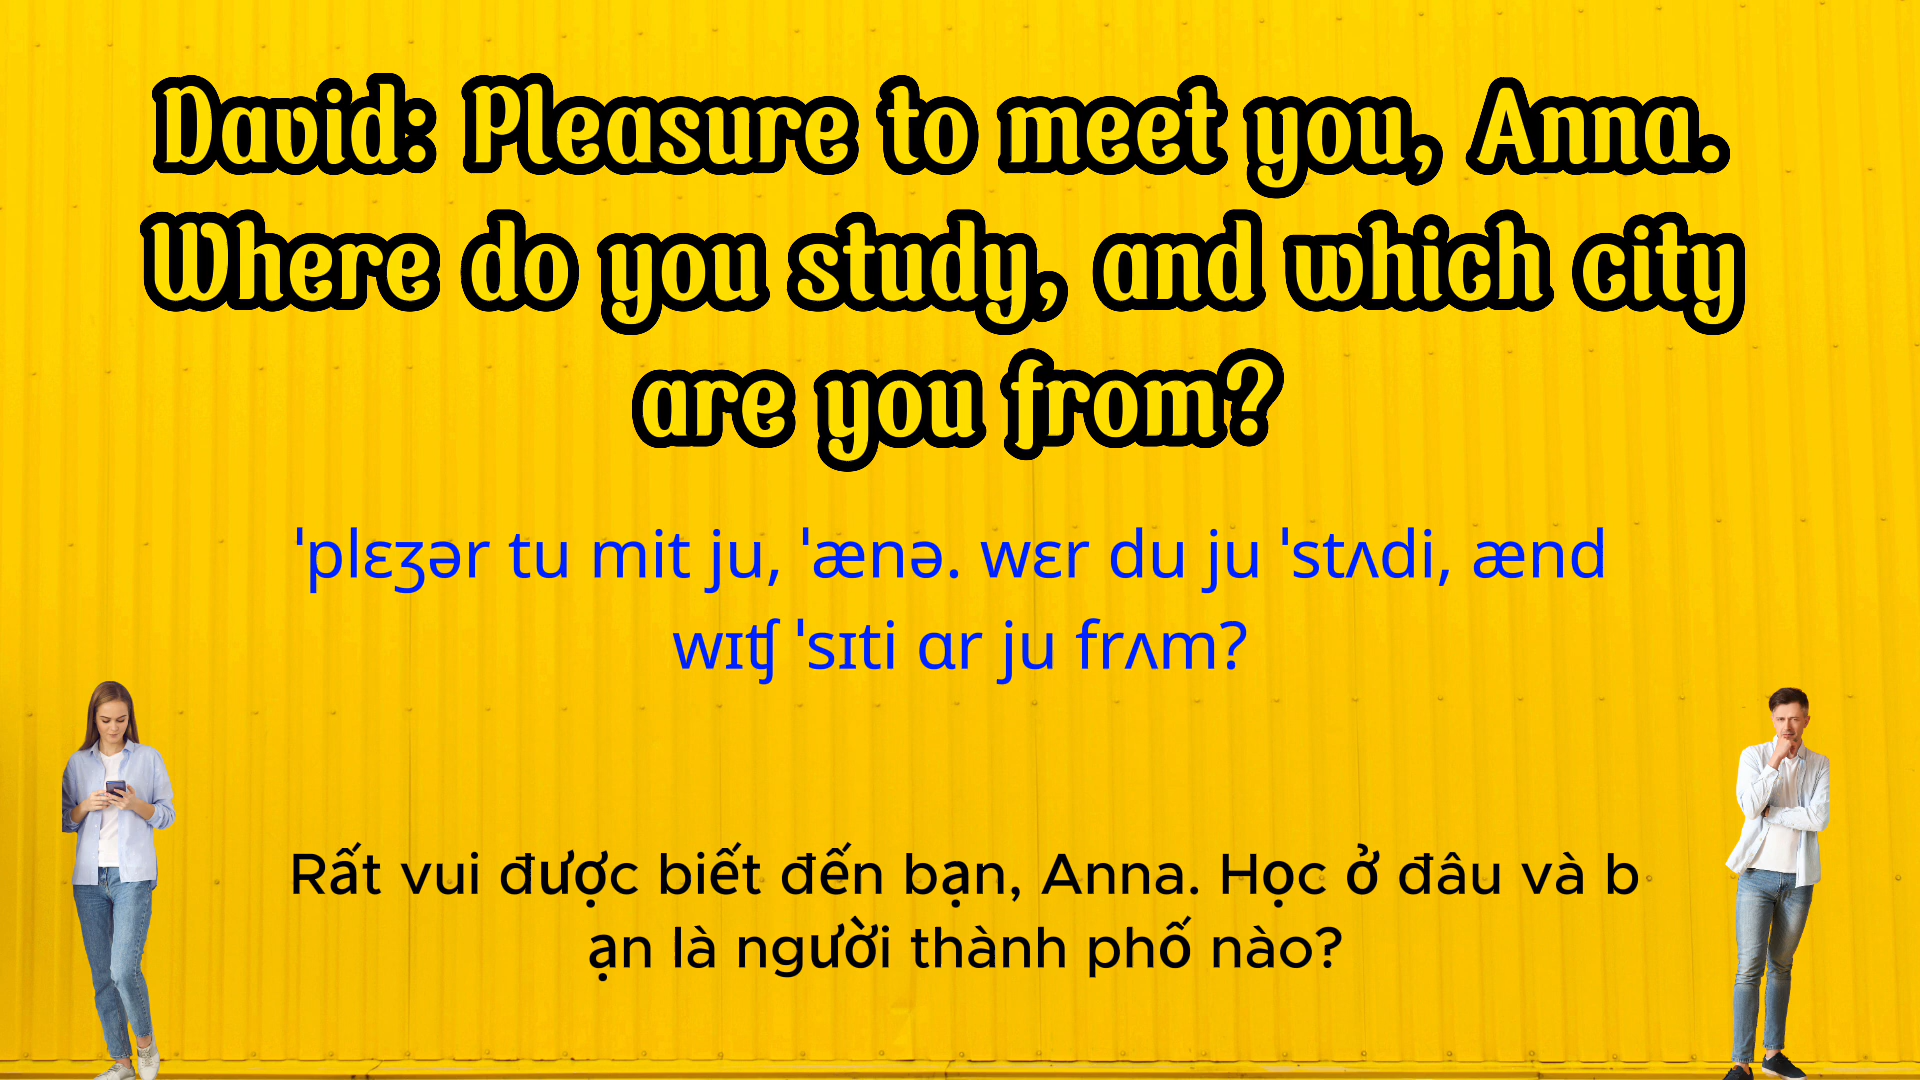 David: Pleasure to meet you, Anna.
Where do you study, and which city
are you from?
ˈplɛʒər tu mit ju, ˈænə. wɛr du ju ˈstʌdi, ænd
wɪʧ ˈsɪti ɑr ju frʌm?
Rất vui được biết đến bạn, Anna. Học ở đâu và b
ạn là người thành phố nào?